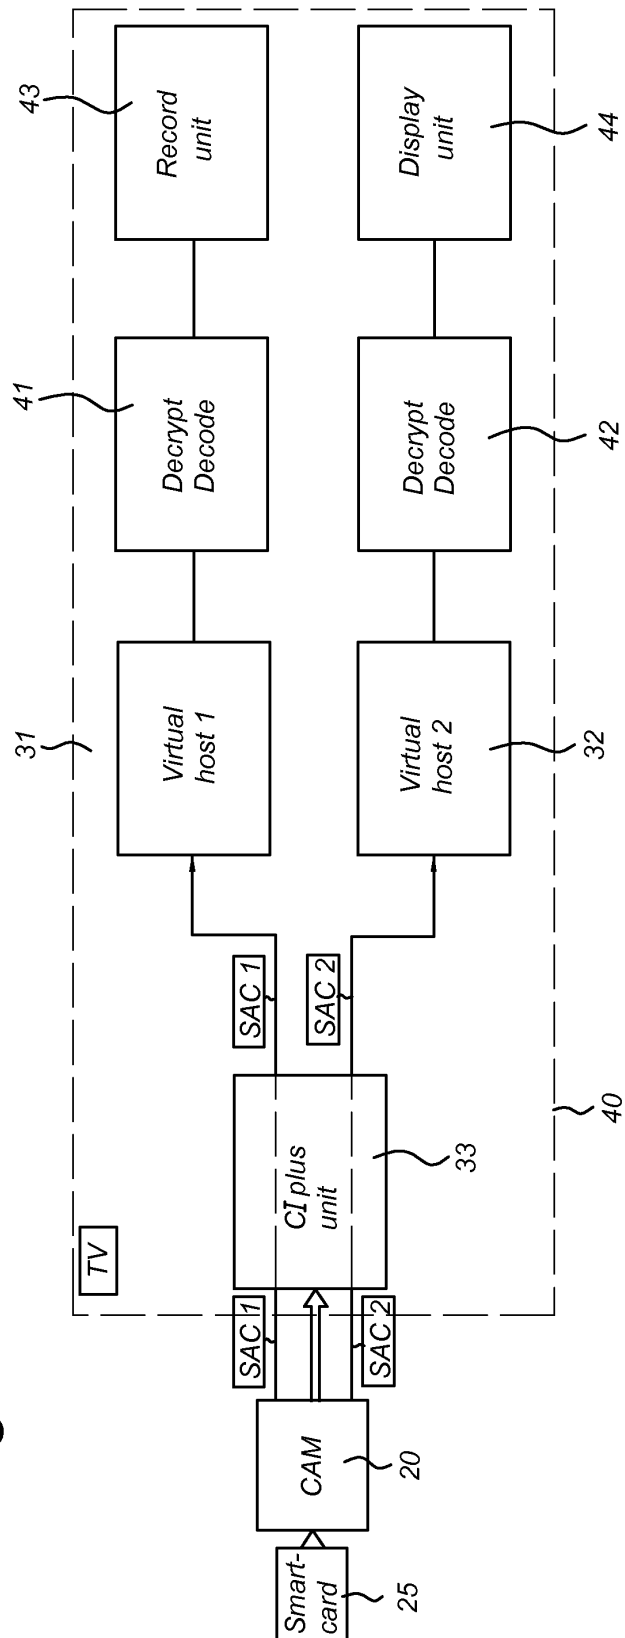 31
41
43
TV
Virtual
host 1
Decrypt
Decode
Record
unit
SAC 1
SAC 1
Smart-
card
CAM
CI plus
unit
SAC 2
SAC 2
Virtual
host 2
Decrypt
Decode
Display
unit
25
20
33
40
32
42
44